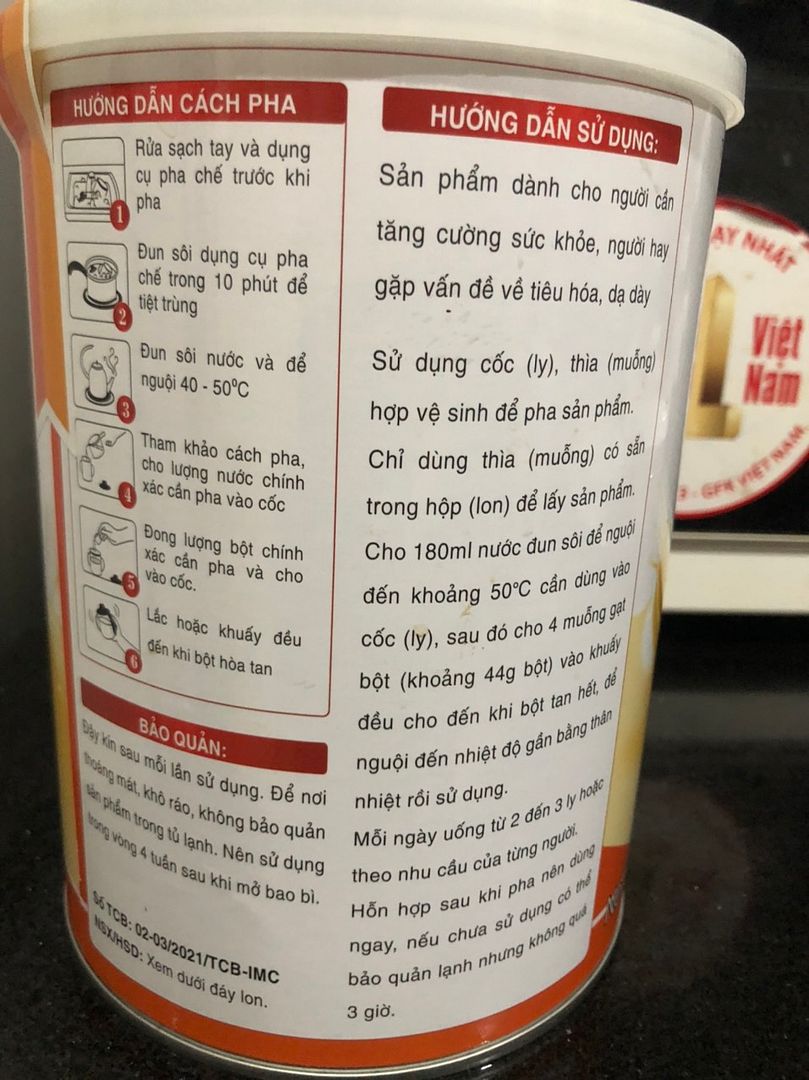 HƯỚNG DẪN CÁCH PHA
Rửa sạch tay và dụng
cụ pha chế trước khi
pha
1
Đun sôi dụng cụ pha
chế trong 10 phút để
tiệt trùng
2
Đun sôi nước và để
nguội 40 - 50ºC
3
Tham khảo cách pha,
cho lượng nước chính
xác cần pha vào cốc
4
Đong lượng bột chính
xác cần pha và cho
vào cốc.
5
Lắc hoặc khuấy đều
đến khi bột hòa tan
6
BẢO QUẢN:
Đậy kín sau mỗi lần sử dụng. Để nơi
thoáng mát, khô ráo, không bảo quản
sản phẩm trong tủ lạnh. Nên sử dụng
trong vòng 4 tuần sau khi mở bao bì.
Số TCB: 02-03/2021/TCB-IMC
NSX/HSD: Xem dưới đáy lon.
HƯỚNG DẪN SỬ DỤNG:
Sản phẩm dành cho người cần
tăng cường sức khỏe, người hay
gặp vấn đề về tiêu hóa, dạ dày
Sử dụng cốc (ly), thìa (muỗng)
hợp vệ sinh để pha sản phẩm.
Chỉ dùng thìa (muỗng) có sẵn
trong hộp (lon) để lấy sản phẩm.
Cho 180ml nước đun sôi để nguội
đến khoảng 50°C cần dùng vào
cốc (ly), sau đó cho 4 muỗng gạt
bột (khoảng 44g bột) vào khuấy
đều cho đến khi bột tan hết, để
nguội đến nhiệt độ gần bằng thân
nhiệt rồi sử dụng.
Mỗi ngày uống từ 2 đến 3 ly hoặc
theo nhu cầu của từng người.
Hỗn hợp sau khi pha nên dùng
ngay, nếu chưa sử dụng có thể
bảo quản lạnh nhưng không quá
3 giờ.
NHẤT
1
Việt
Nam
GFK VIỆT NAM